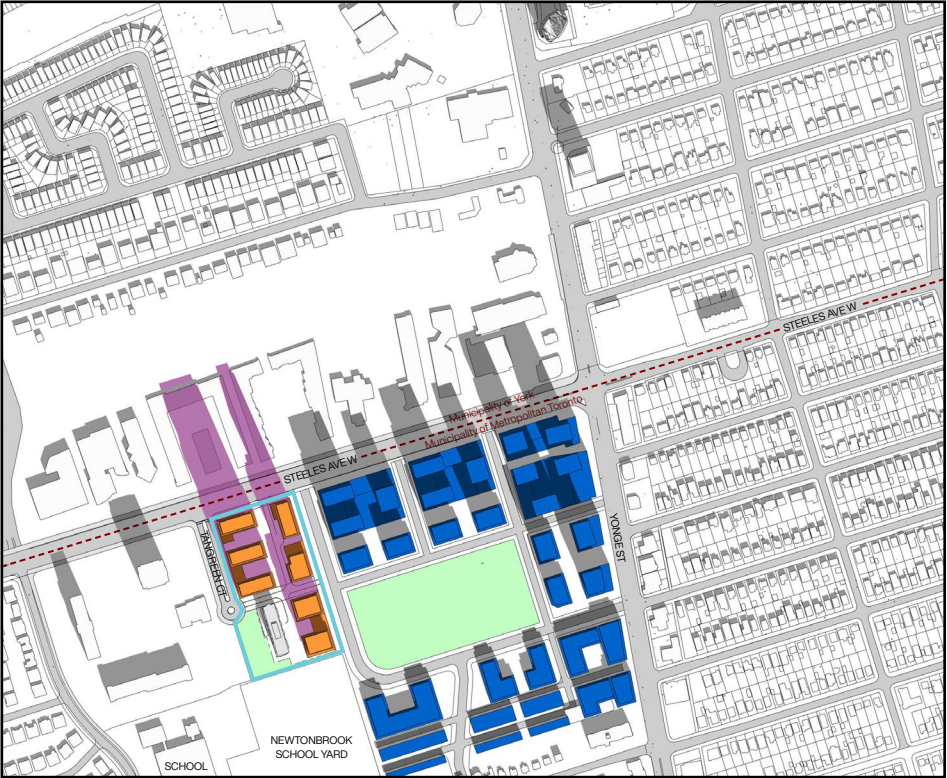 STEELES AVE W
Municipality of York
Municipality of Metropolitan Toronto
STEELES AVE W
TANGREEN CT
YONGE ST
NEWTONBROOK
SCHOOL YARD
SCHOOL